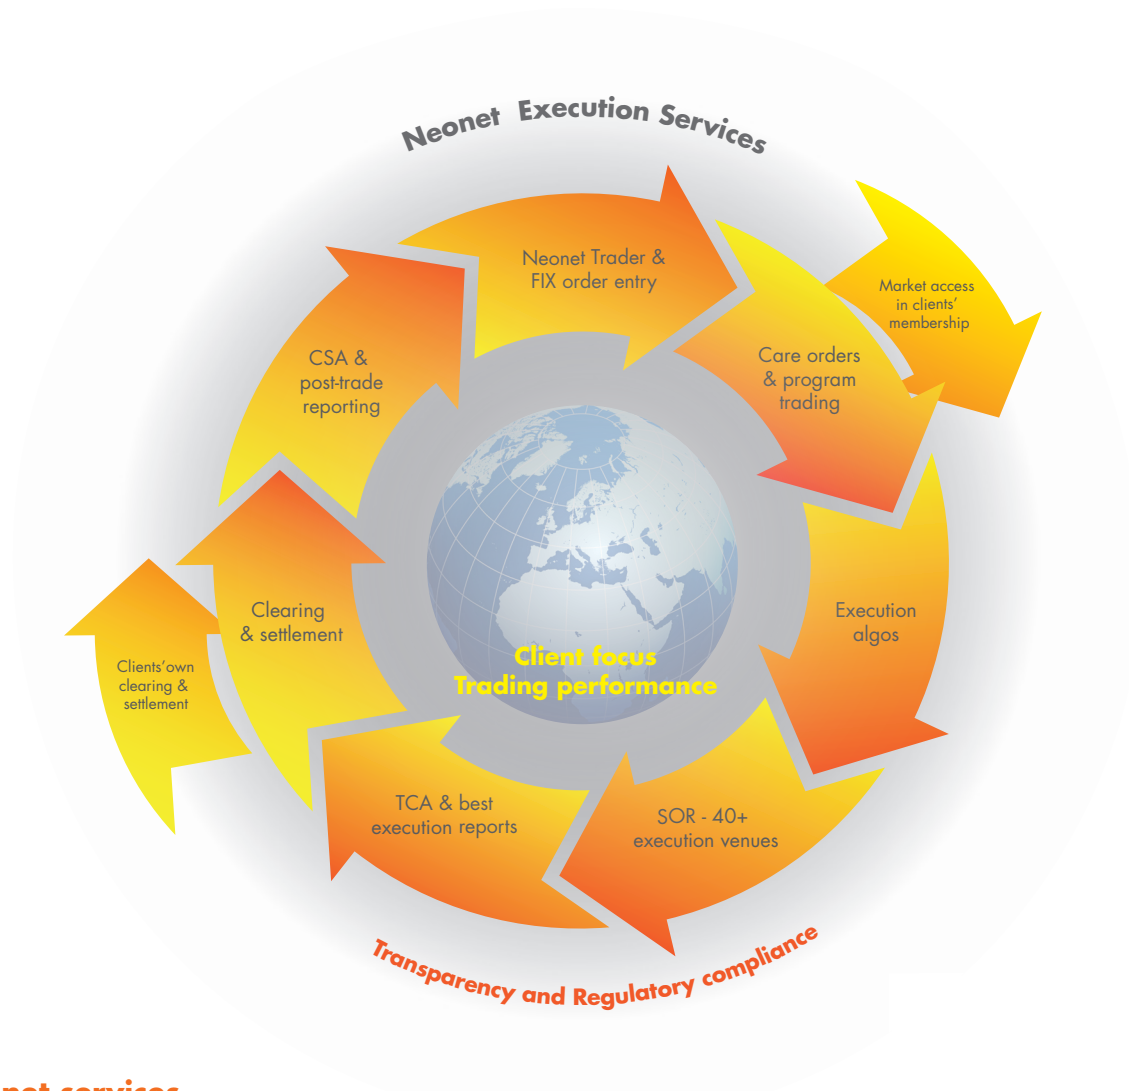 Neonet Execution Services
Neonet Trader &
FIX order entry
Market access
in clients'
membership
Care orders
& program
trading
CSA &
post-trade
reporting
Execution
algos
Clearing
& settlement
Clients'own
clearing &
settlement
Client focus
Trading performance
SOR - 40+
execution venues
TCA & best
execution reports
Transparency and Regulatory compliance
services